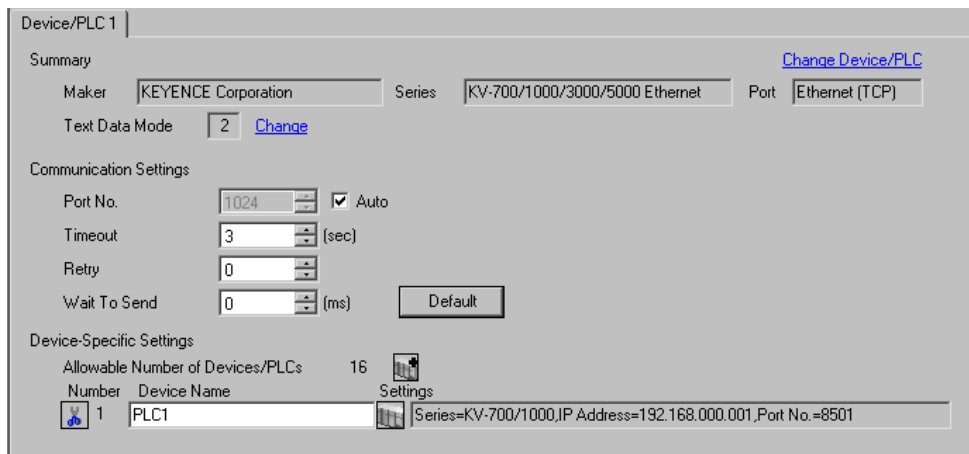 Device/PLC 1
Summary Change Device/PLC
Maker KEYENCE Corporation Series KV-700/1000/3000/5000 Ethernet Port Ethernet (TCP)
Text Data Mode 2 Change
Communication Settings
Port No. 1024 Auto
Timeout 3 (sec)
Retry 0
Wait To Send 0 (ms) Default
Device-Specific Settings
Allowable Number of Devices/PLCs 16
Number Device Name Settings
1 PLC1 Series=KV-700/1000,IP Address=192.168.000.001,Port No.=8501